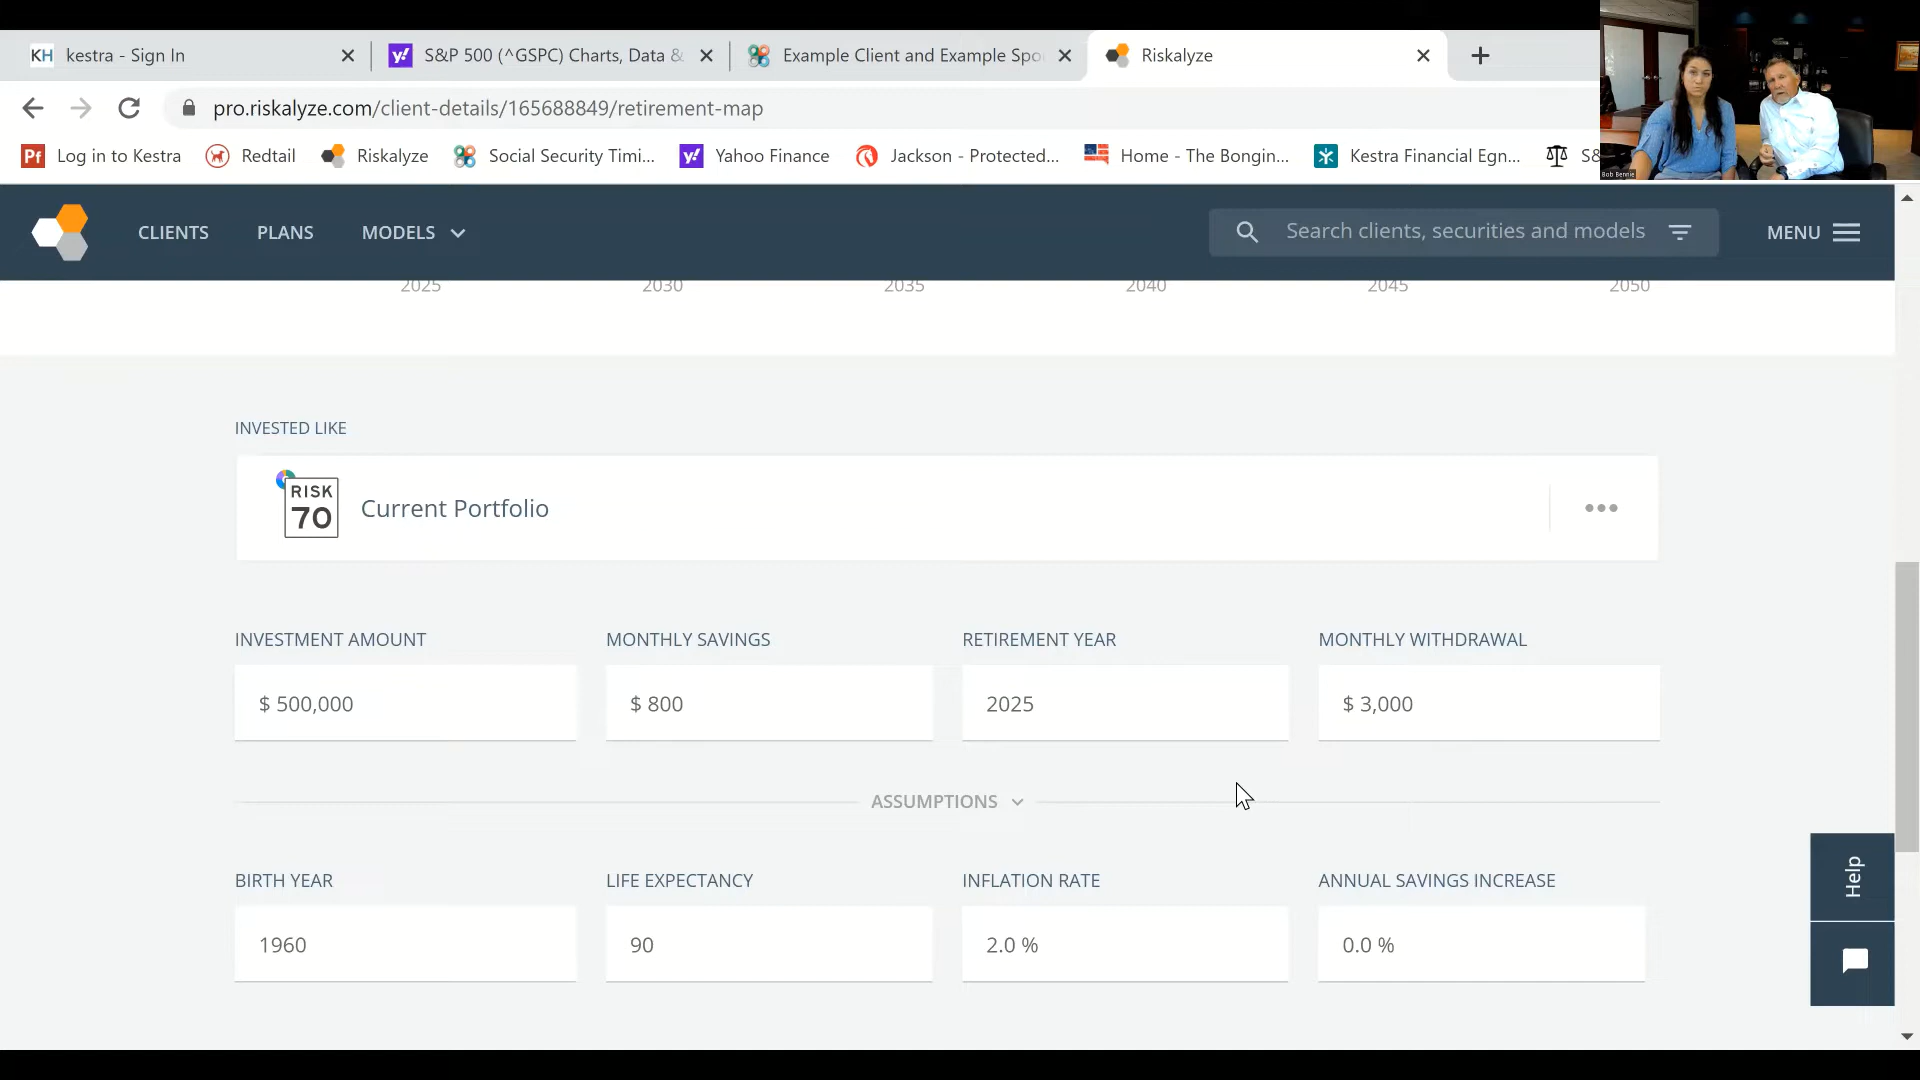 KH kestra - Sign In
S&P 500 (^GSPC) Charts, Data &
Example Client and Example Spo
Riskalyze
pro.riskalyze.com/client-details/165688849/retirement-map
Pf Log in to Kestra
Redtail
Riskalyze
Social Security Timi...
y! Yahoo Finance
Jackson - Protected...
Home - The Bongin...
Kestra Financial Egn...
S&
Bob Bennie
CLIENTS
PLANS
MODELS
Search clients, securities and models
MENU
2025
2030
2035
2040
2045
2050
INVESTED LIKE
RISK
70
Current Portfolio
INVESTMENT AMOUNT
MONTHLY SAVINGS
RETIREMENT YEAR
MONTHLY WITHDRAWAL
$ 500,000
$ 800
2025
$ 3,000
ASSUMPTIONS
BIRTH YEAR
LIFE EXPECTANCY
INFLATION RATE
ANNUAL SAVINGS INCREASE
1960
90
2.0 %
0.0 %
Help